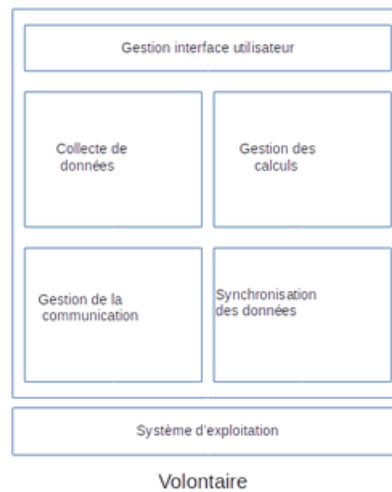 Gestion interface utilisateur
Collecte de
données
Gestion des
calculs
Gestion de la
communication
Synchronisation
des données
Système d'exploitation
Volontaire